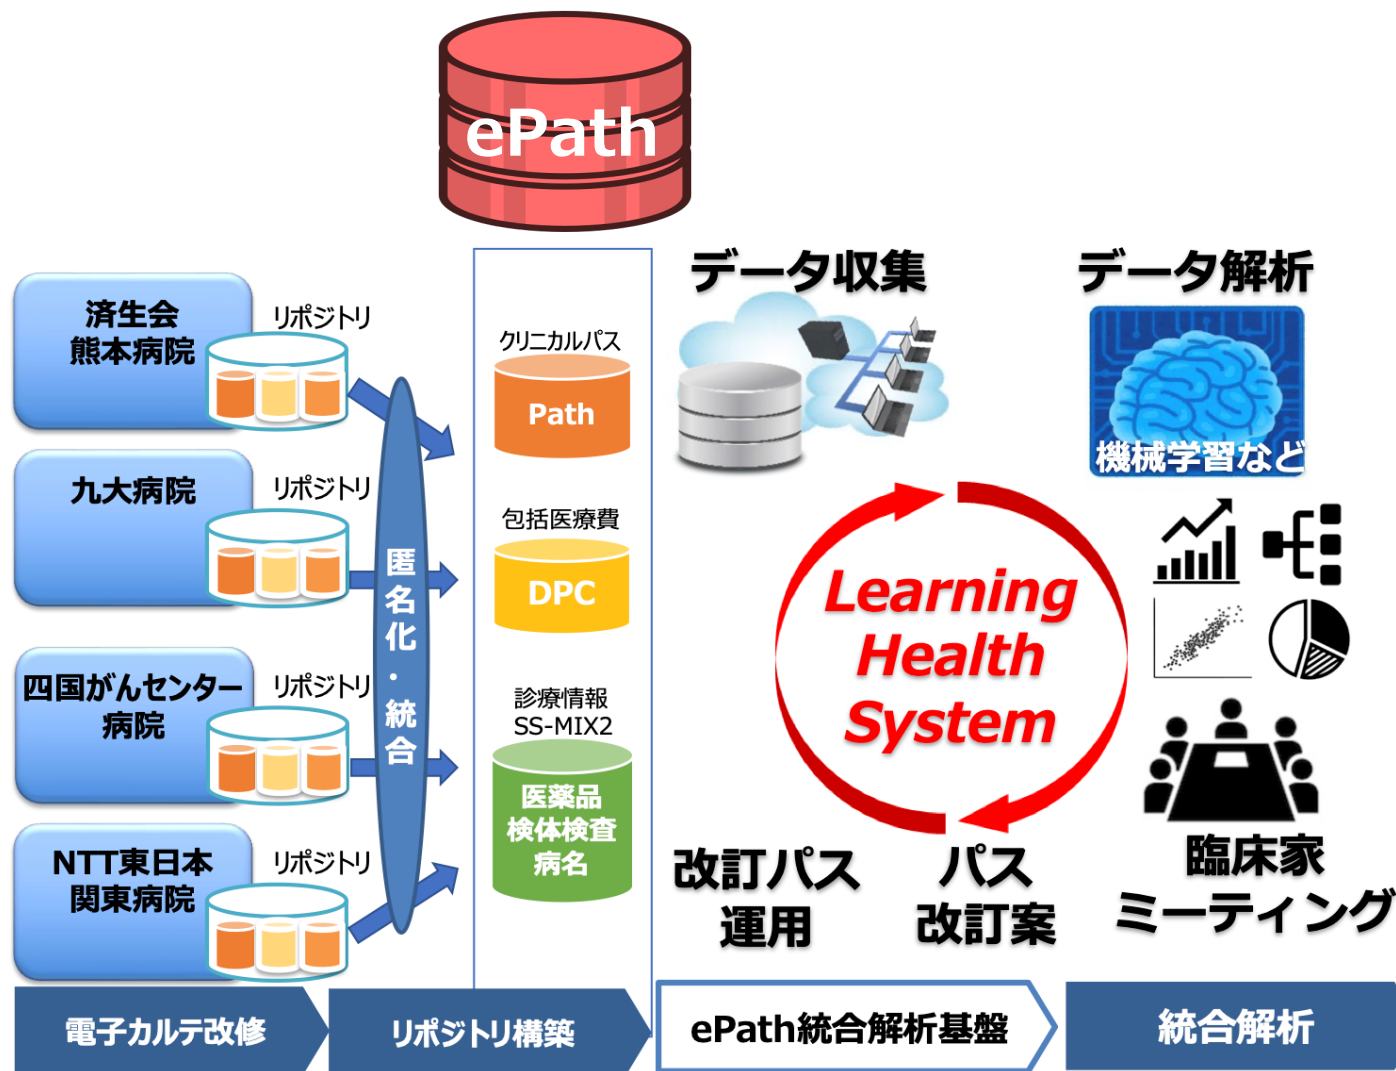 ePath
済生会
熊本病院
リポジトリ
九大病院
リポジトリ
四国がんセンター
病院
リポジトリ
NTT東日本
関東病院
リポジトリ
匿名化・統合
クリニカルパス
Path
包括医療費
DPC
診療情報
SS-MIX2
医薬品
検体検査
病名
データ収集
データ解析
機械学習など
Learning
Health
System
改訂パス
運用
パス
改訂案
臨床家
ミーティング
電子カルテ改修
リポジトリ構築
ePath統合解析基盤
統合解析